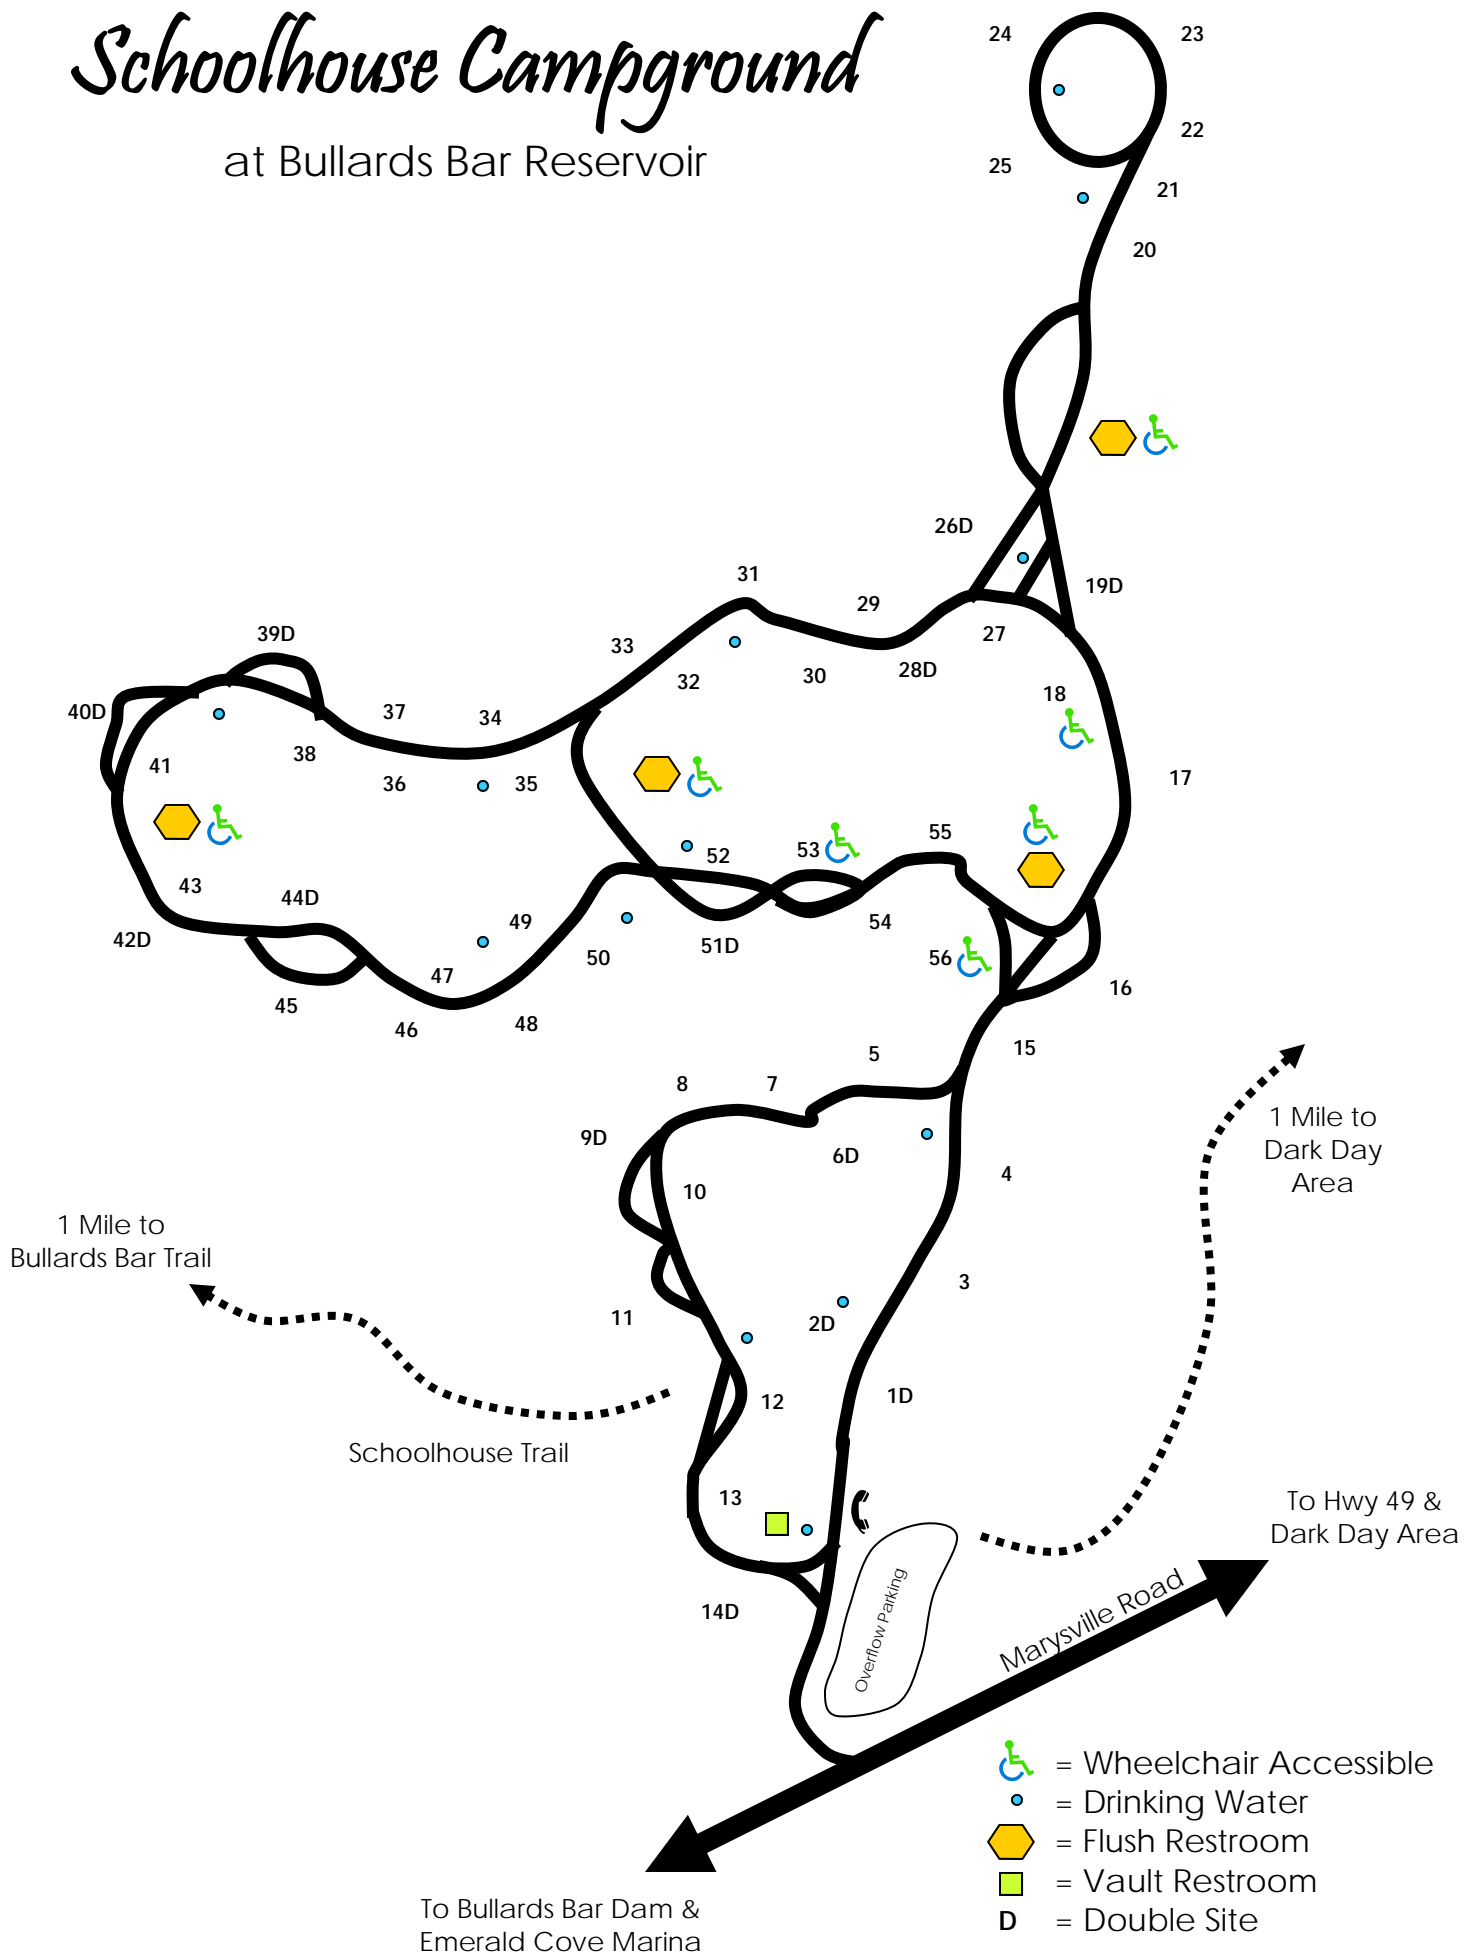 Schoolhouse Campground
at Bullards Bar Reservoir
24
23
22
25
21
20
26D
19D
31
29
27
33
39D
28D
30
32
18
40D
37
34
38
41
36
35
17
52
53
55
43
44D
42D
49
54
51D
50
56
47
45
16
46
48
15
5
8
7
9D
6D
4
10
1 Mile to
Dark Day
Area
1 Mile to
Bullards Bar Trail
3
11
2D
12
1D
Schoolhouse Trail
13
To Hwy 49 &
Dark Day Area
14D
Overflow Parking
Marysville Road
= Wheelchair Accessible
= Drinking Water
= Flush Restroom
= Vault Restroom
D = Double Site
To Bullards Bar Dam &
Emerald Cove Marina